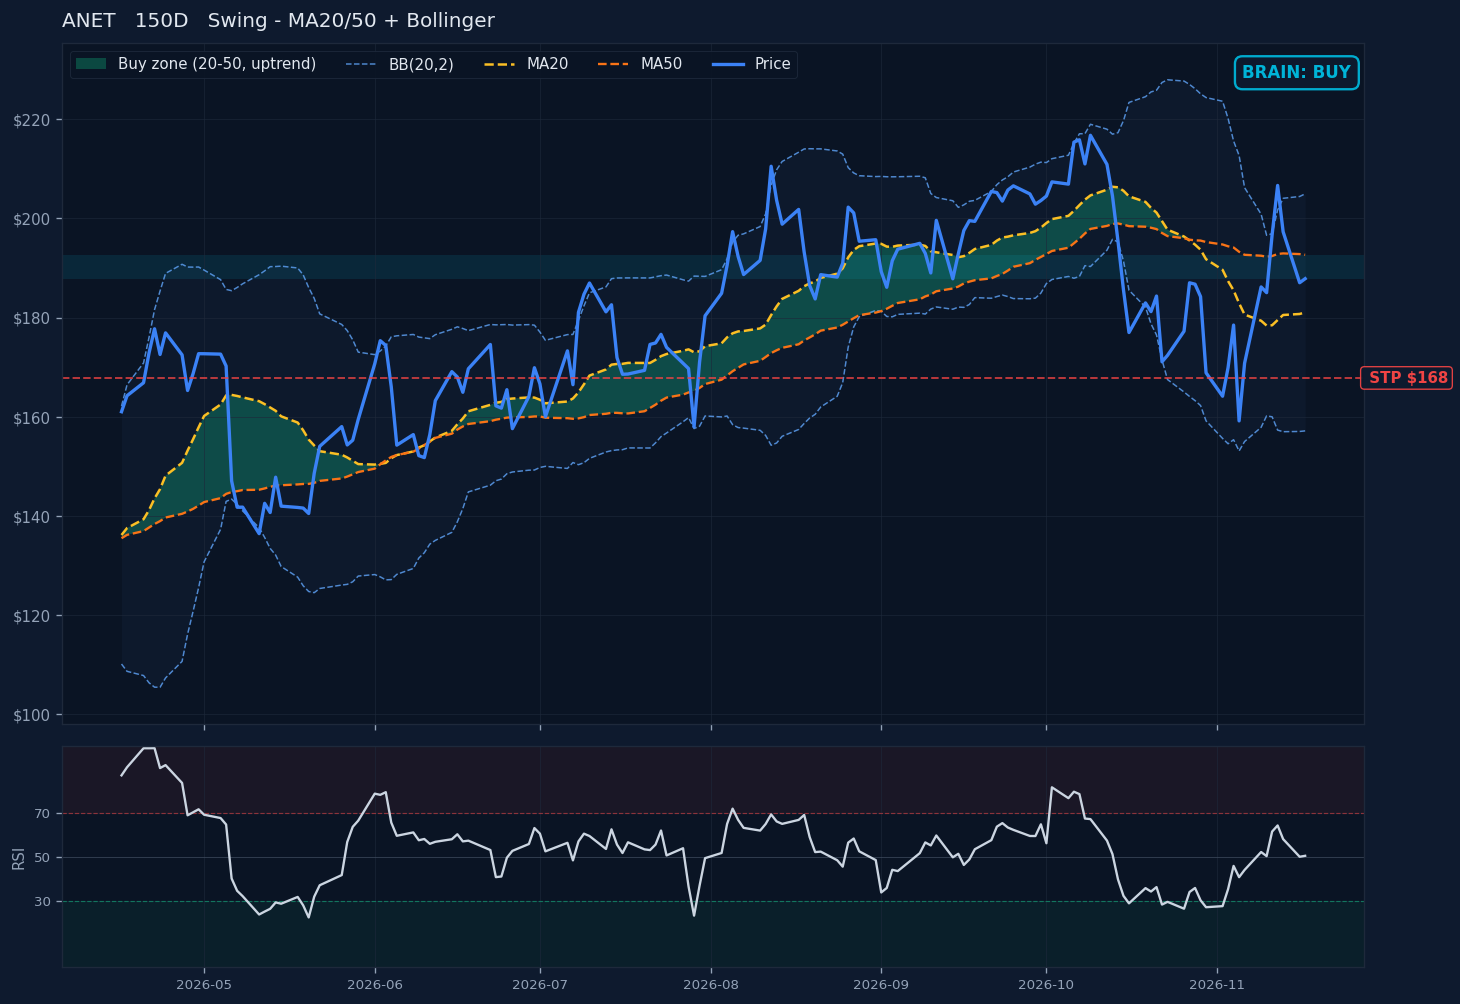 ANET   150D   Swing - MA20/50 + Bollinger
Buy zone (20-50, uptrend)   BB(20,2)   MA20   MA50   Price
BRAIN: BUY
$220
$200
$180
STP $168
$160
$140
$120
$100
70
50
30
RSI
2026-05   2026-06   2026-07   2026-08   2026-09   2026-10   2026-11